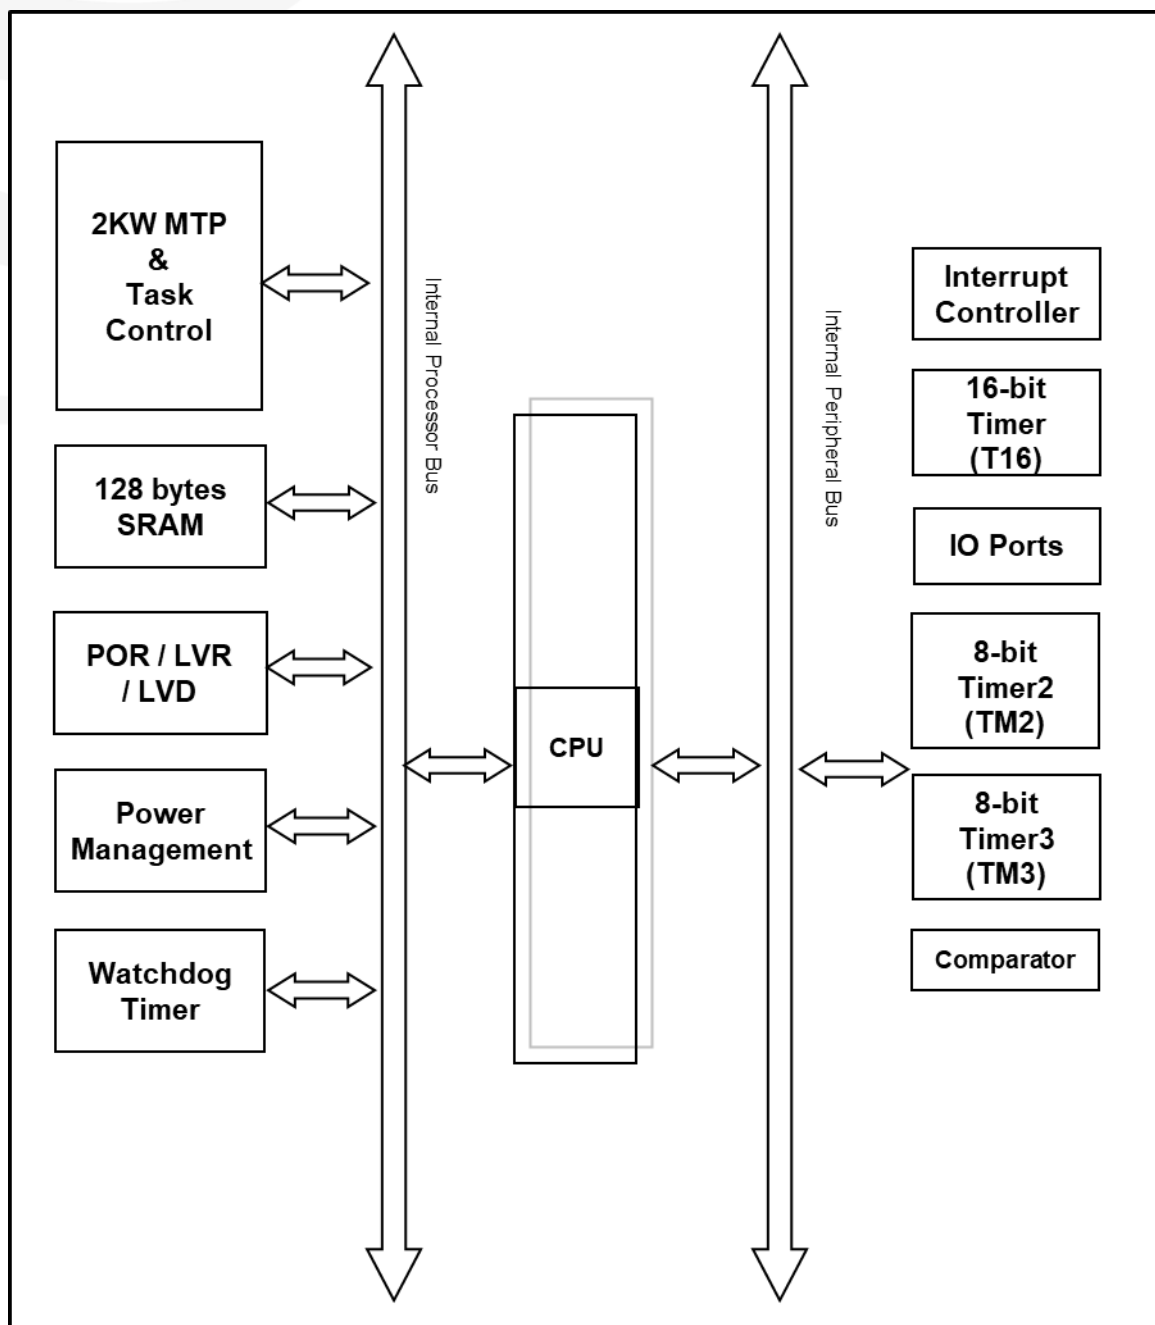 2KW MTP
&
Task
Control
128 bytes
SRAM
POR / LVR
/ LVD
Power
Management
Watchdog
Timer
Internal Processor Bus
CPU
Internal Peripheral Bus
Interrupt
Controller
16-bit
Timer
(T16)
IO Ports
8-bit
Timer2
(TM2)
8-bit
Timer3
(TM3)
Comparator